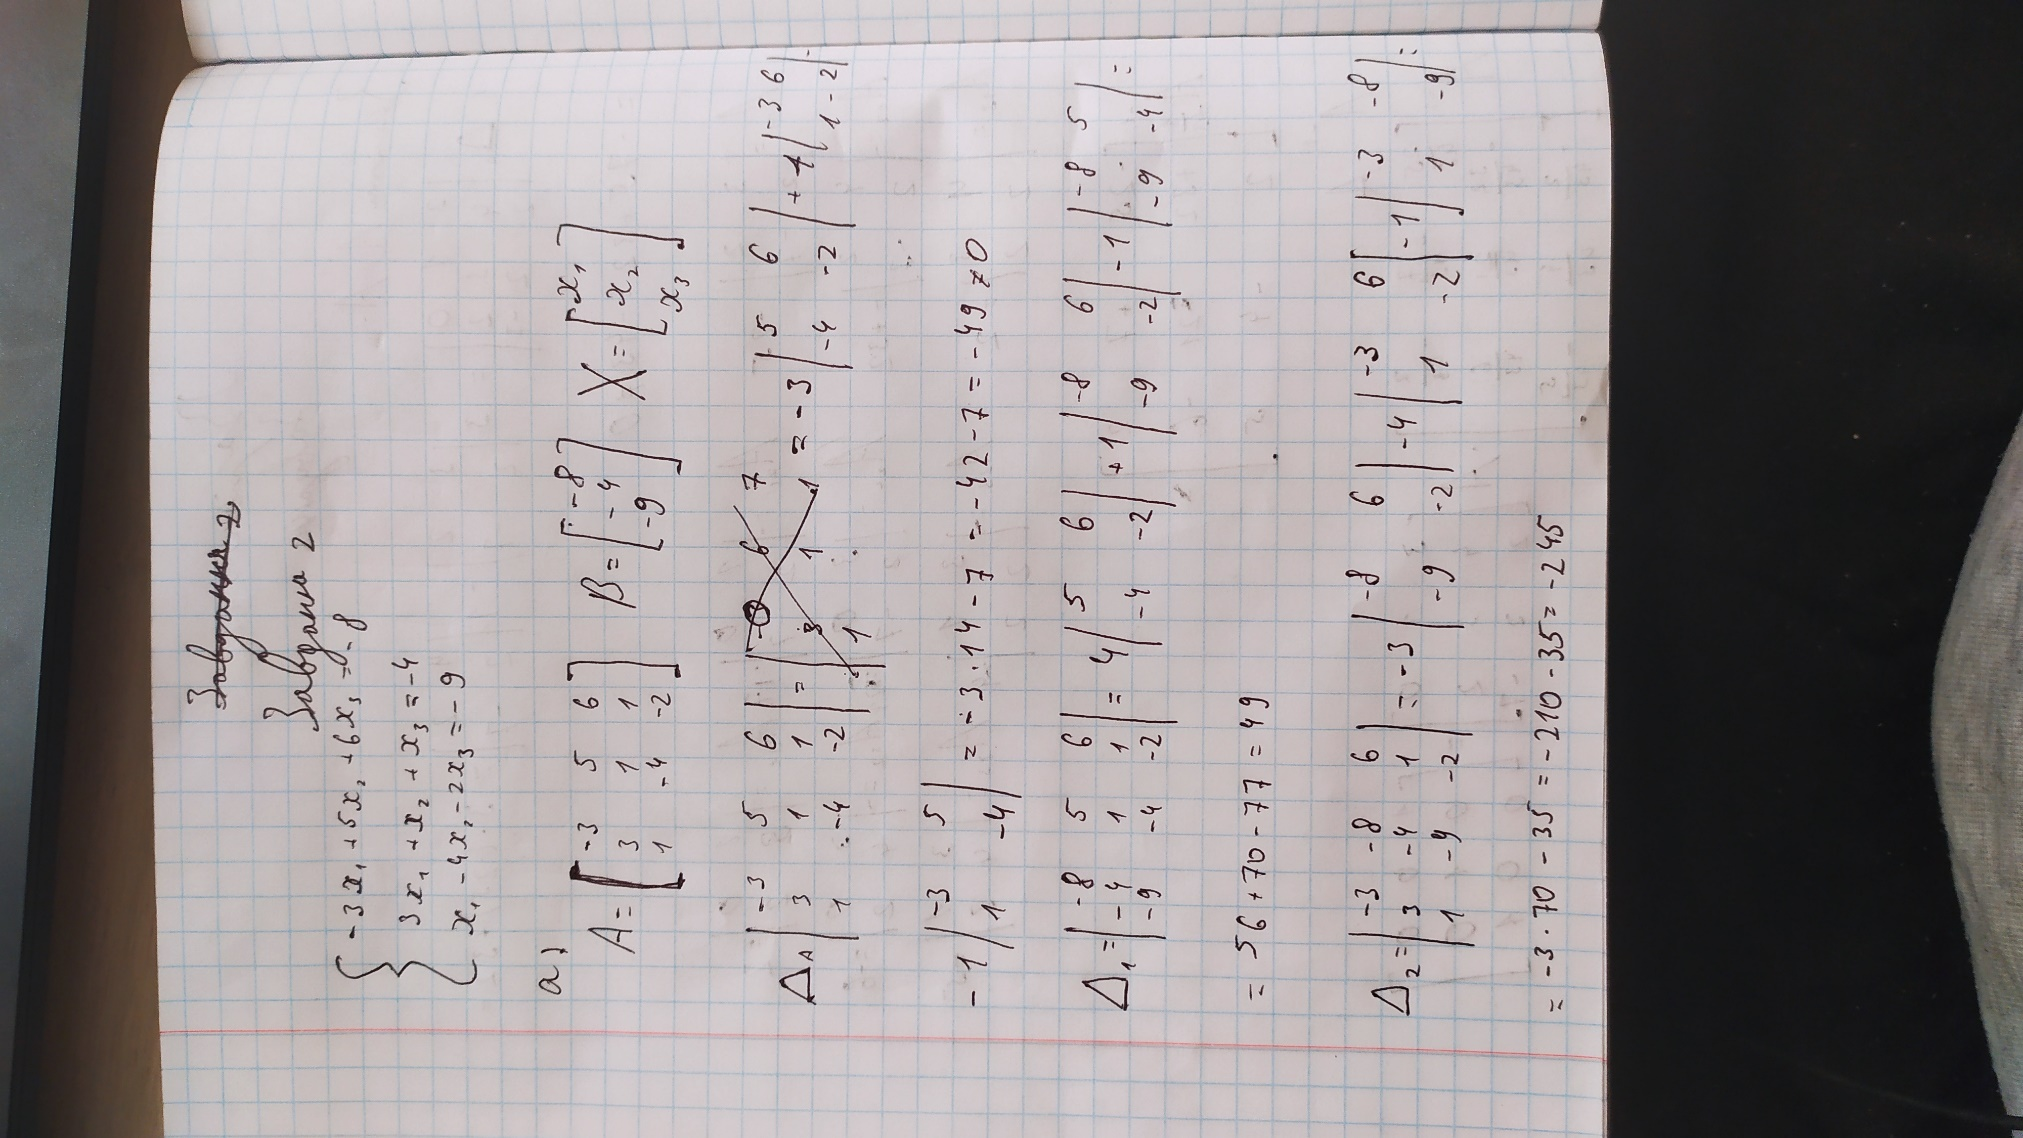 Завдання 2
Завдання 2
-3x₁ + 5x₂ + 6x₃ = -8
3x₁ + x₂ + x₃ = -4
x₁ - 4x₂ - 2x₃ = -9
а)
A = [-3 5 6; 3 1 1; 1 -4 -2] B = [-8; -4; -9] X = [x₁; x₂; x₃]
Δ_A |-3 5 6; 3 1 1; 1 -4 -2| = = -3 |5 6; -4 -2| + 1 |-3 6; 1 -2| -
-1 |-3 5; 1 -4| = -3 · 14 - 7 = -42 - 7 = -49 ≠ 0
Δ₁ = |-8 5 6; -4 1 1; -9 -4 -2| = 4 |5 6; -4 -2| + 1 |-8 6; -9 -2| - 1 |-8 5; -9 -4| =
= 56 + 70 - 77 = 49
Δ₂ = |-3 -8 6; 3 -4 1; 1 -9 -2| = -3 |-8 6; -9 -2| - 4 |-3 6; 1 -2| - 1 |-3 -8; 1 -9| =
= -3 · 70 - 35 = -210 - 35 = -245